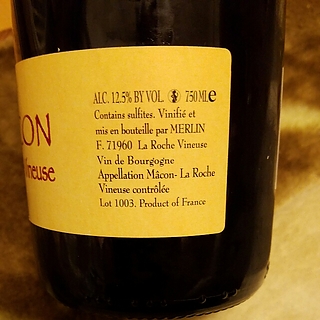 ON
ineuse
ALC. 12.5% BY VOL. 750 ML e
Contains sulfites. Vinifié et
mis en bouteille par MERLIN
F. 71960 La Roche Vineuse
Vin de Bourgogne
Appellation Mâcon- La Roche
Vineuse contrôlée
Lot 1003. Product of France